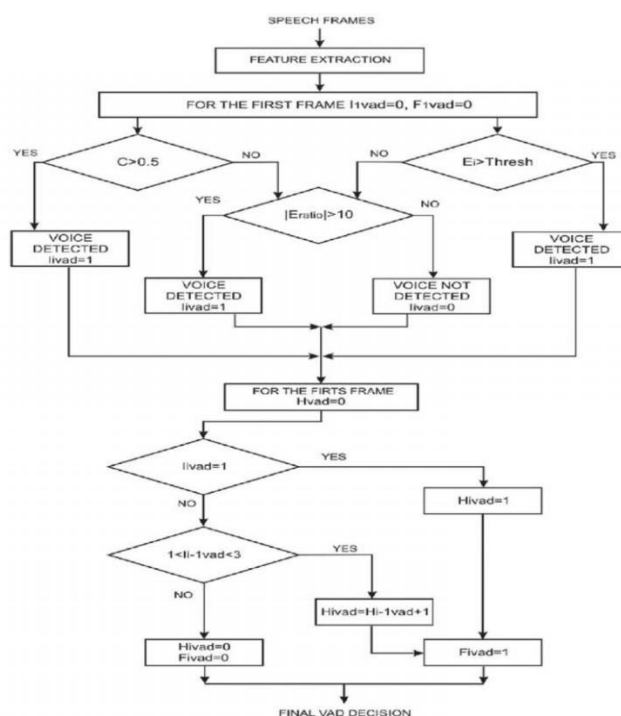 SPEECH FRAMES
FEATURE EXTRACTION
FOR THE FIRST FRAME I1vad=0, F1vad=0
YES
C>0.5
NO
NO
Ei>Thresh
YES
YES
|Eratio|>10
NO
VOICE
DETECTED
Iivad=1
VOICE
DETECTED
Iivad=1
VOICE
DETECTED
Iivad=1
VOICE NOT
DETECTED
Iivad=0
FOR THE FIRTS FRAME
Hvad=0
Iivad=1
YES
NO
Hivad=1
1<Ii-1vad<3
YES
NO
Hivad=Hi-1vad+1
Hivad=0
Fivad=0
Fivad=1
FINAL VAD DECISION